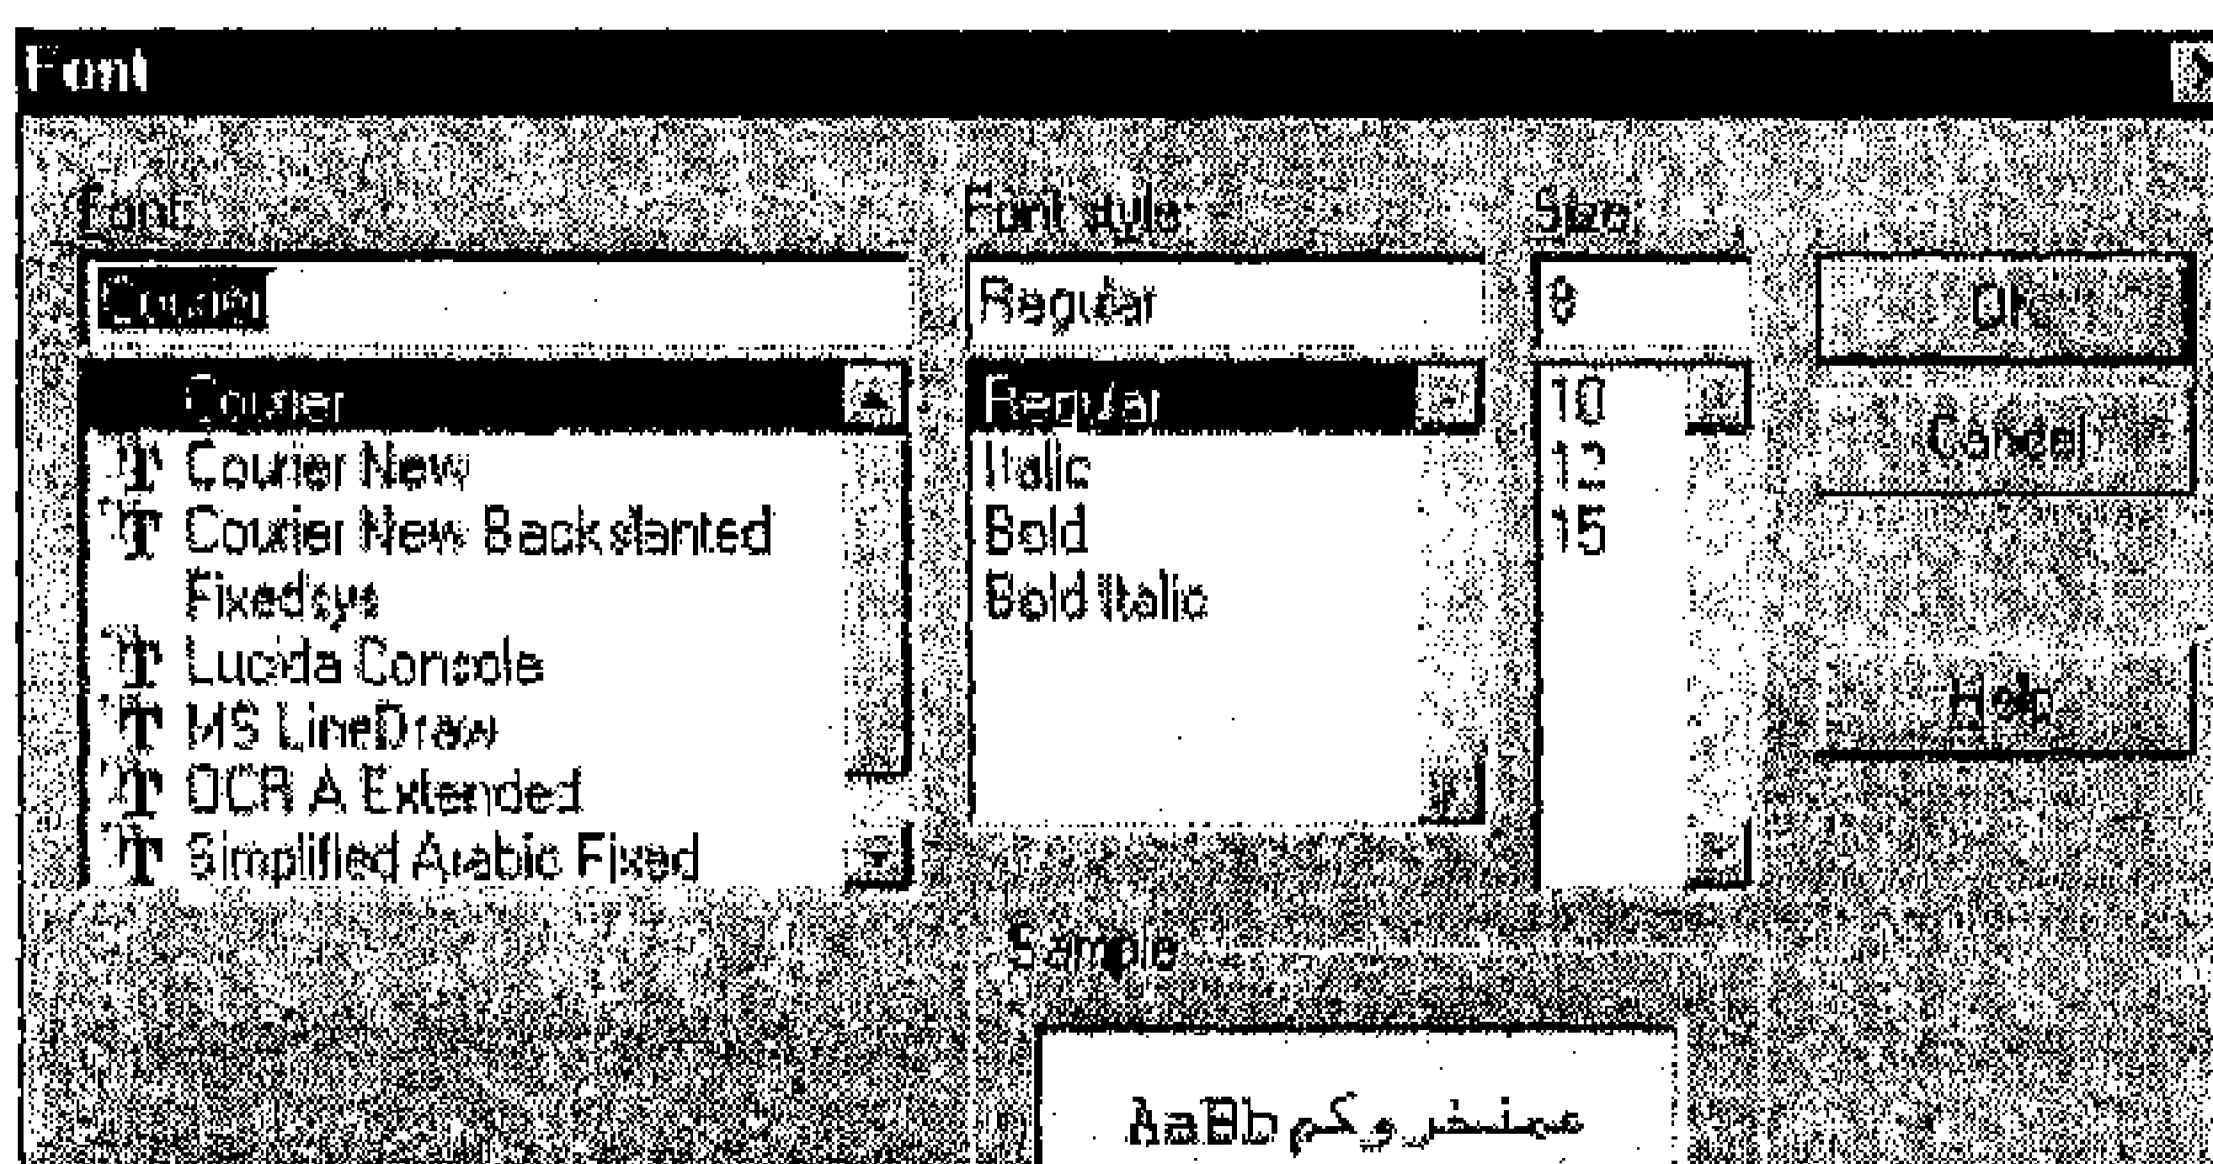 Font
Font:
Font style:
Size:
Courier
Regular
8
OK
Courier
Courier New
Courier New Backslanted
Fixedsys
Lucida Console
MS LineDraw
OCR A Extended
Simplified Arabic Fixed
Regular
Italic
Bold
Bold Italic
10
12
15
Cancel
Help
Sample
AaBb